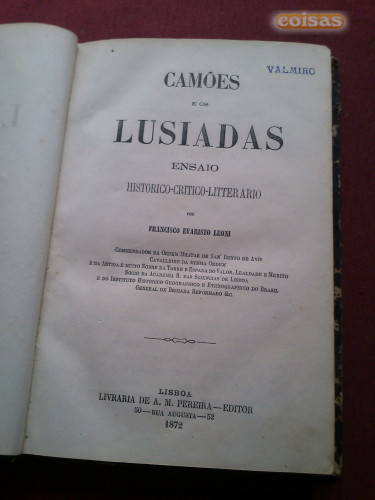 coisas
VALMIRO
CAMÕES
E OS
LUSIADAS
ENSAIO
HISTORICO-CRITICO-LITTERARIO
POR
FRANCISCO EVARISTO LEONI
COMMENDADOR DA ORDEM MILITAR DE SAN' BENTO DE AVIS
CAVALLEIRO DA MESMA ORDEM
E DA ANTIGA E MUITO NOBRE DA TORRE E ESPADA DO VALOR, LEALDADE E MERITO
SOCIO DA ACADEMIA R. DAS SCIENCIAS DE LISBOA,
E DO INSTITUTO HISTORICO GEOGRAPHICO E ETHNOGRAPHICO DO BRASIL
GENERAL DE BRIGADA REFORMADO &C.
LISBOA
LIVRARIA DE A. M. PEREIRA—EDITOR
50—RUA AUGUSTA—52
1872